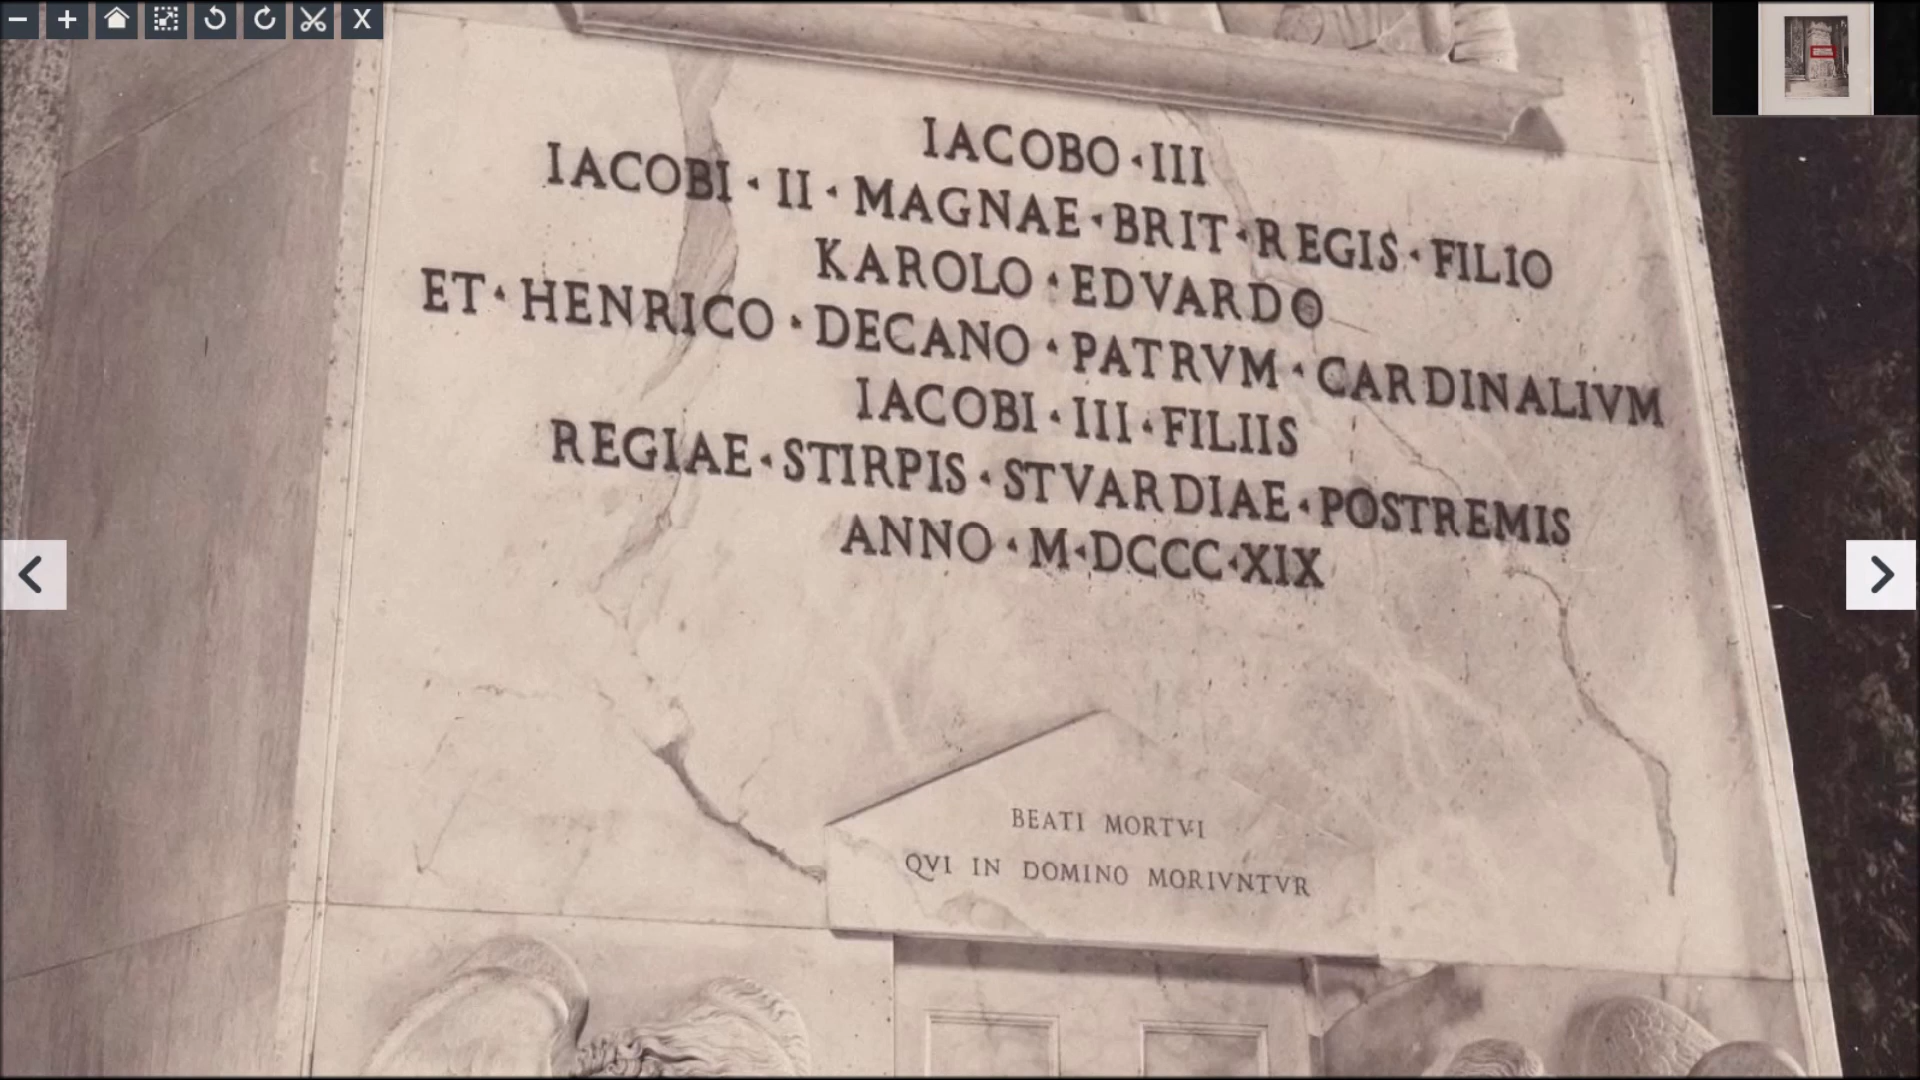 IACOBO · III
IACOBI · II · MAGNAE · BRIT · REGIS · FILIO
KAROLO · EDVARDO
ET · HENRICO · DECANO · PATRVM · CARDINALIVM
IACOBI · III · FILIIS
REGIAE · STIRPIS · STVARDIAE · POSTREMIS
ANNO · M · DCCC · XIX
BEATI MORTVI
QVI IN DOMINO MORIVNTVR